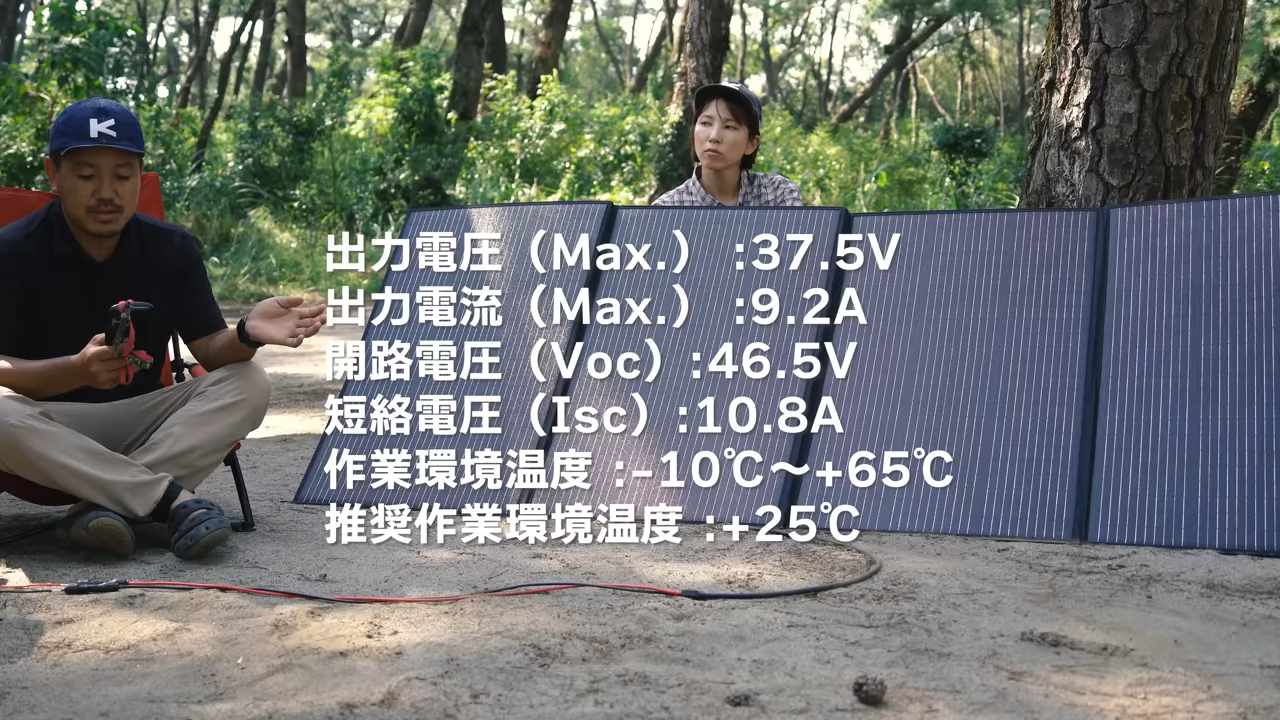 K
出力電圧（Max.） :37.5V
出力電流（Max.） :9.2A
開路電圧（Voc）:46.5V
短絡電圧（Isc）:10.8A
作業環境温度 :-10℃～+65℃
推奨作業環境温度 :+25℃